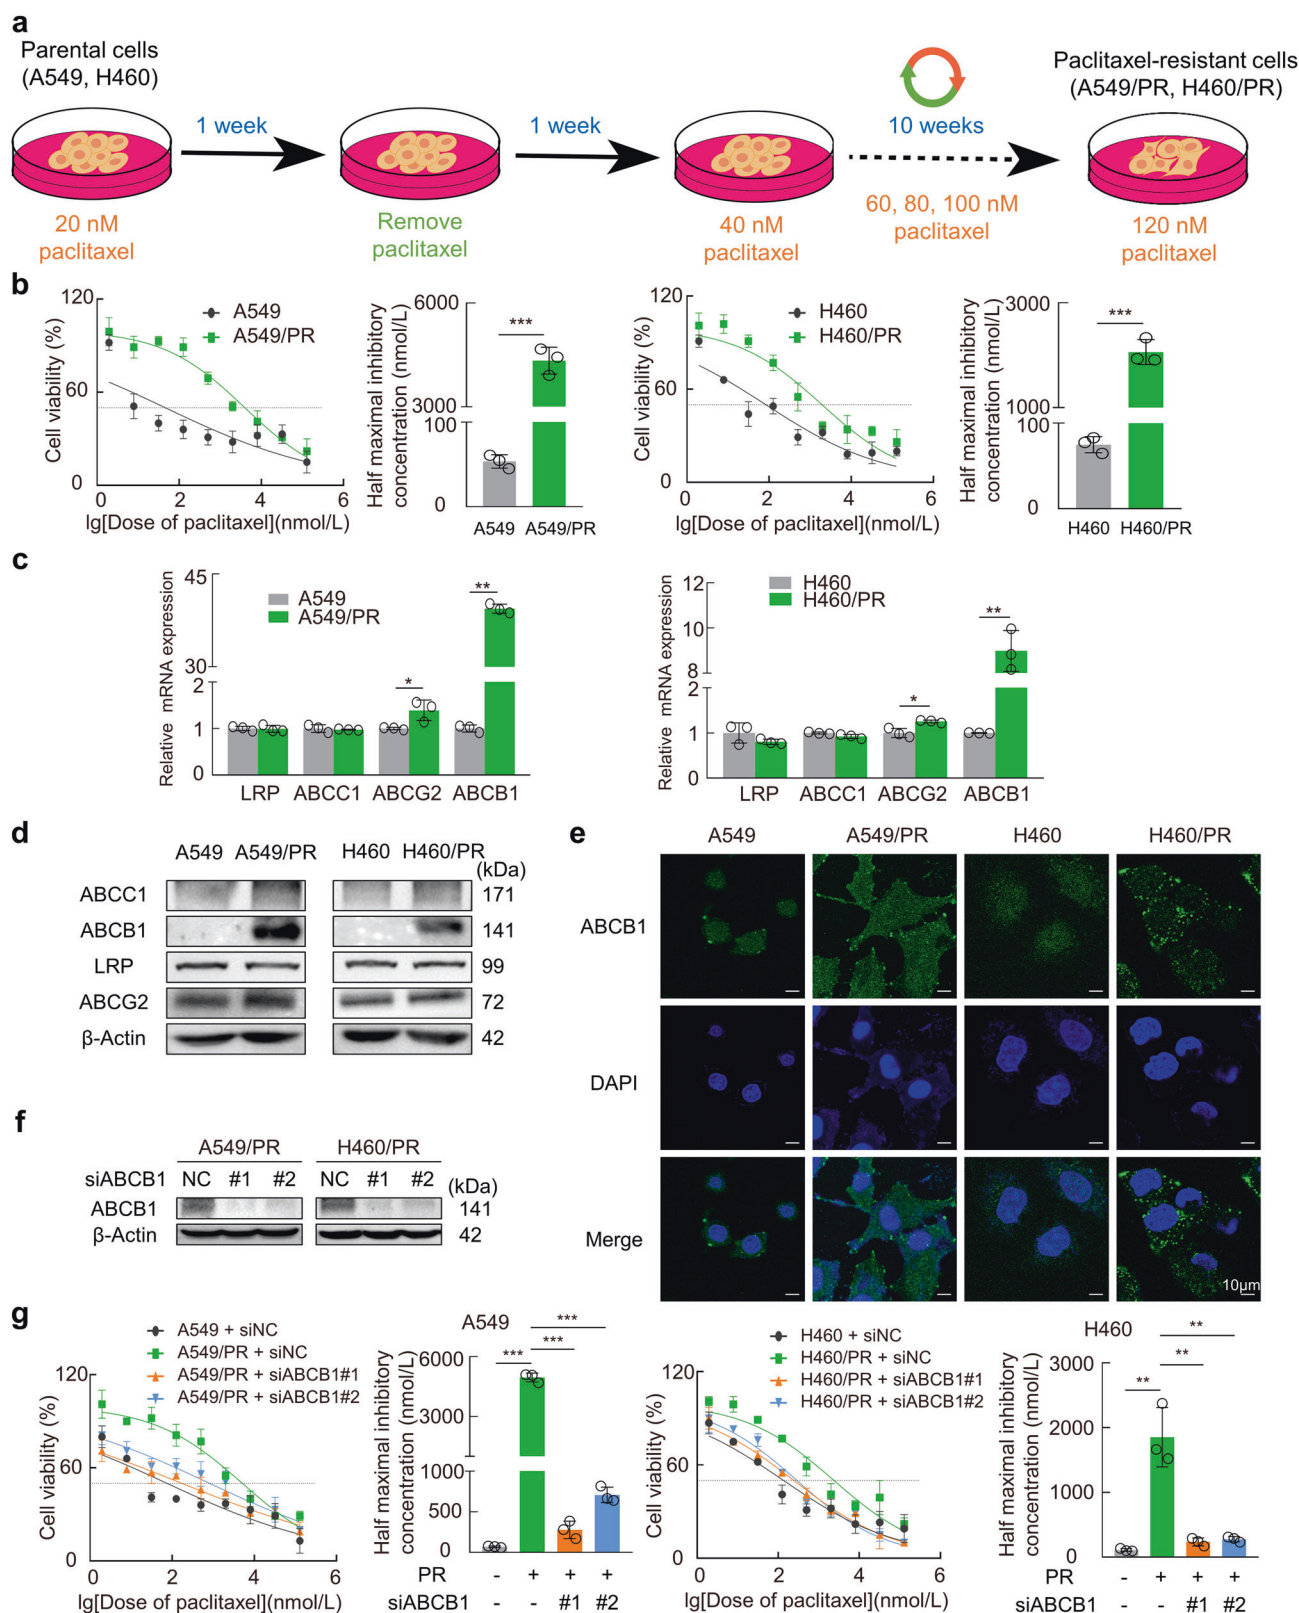 a
Parental cells
(A549, H460)
1 week
1 week
10 weeks
Paclitaxel-resistant cells
(A549/PR, H460/PR)
20 nM
paclitaxel
Remove
paclitaxel
40 nM
paclitaxel
60, 80, 100 nM
paclitaxel
120 nM
paclitaxel
b
Cell viability (%)
120
60
0
0 2 4 6
lg[Dose of paclitaxel](nmol/L)
A549
A549/PR
Half maximal inhibitory
concentration (nmol/L)
6000
3000
100
0
***
A549 A549/PR
Cell viability (%)
120
60
0
0 2 4 6
lg[Dose of paclitaxel](nmol/L)
H460
H460/PR
Half maximal inhibitory
concentration (nmol/L)
3000
1000
100
0
***
H460 H460/PR
c
Relative mRNA expression
45
30
2
1
0
A549
A549/PR
*
**
LRP ABCC1 ABCG2 ABCB1
Relative mRNA expression
12
10
8
2
1
0
H460
H460/PR
*
**
LRP ABCC1 ABCG2 ABCB1
d
A549 A549/PR H460 H460/PR
(kDa)
ABCC1 171
ABCB1 141
LRP 99
ABCG2 72
β-Actin 42
e
A549 A549/PR H460 H460/PR
ABCB1
DAPI
Merge
10μm
f
A549/PR H460/PR
siABCB1 NC #1 #2 NC #1 #2 (kDa)
ABCB1 141
β-Actin 42
g
A549 + siNC
A549/PR + siNC
A549/PR + siABCB1#1
A549/PR + siABCB1#2
Cell viability (%)
120
60
0
0 2 4 6
lg[Dose of paclitaxel](nmol/L)
A549
Half maximal inhibitory
concentration (nmol/L)
6000
3000
1000
500
0
***
***
***
PR - + + +
siABCB1 - - #1 #2
H460 + siNC
H460/PR + siNC
H460/PR + siABCB1#1
H460/PR + siABCB1#2
Cell viability (%)
120
60
0
0 2 4 6
lg[Dose of paclitaxel](nmol/L)
H460
Half maximal inhibitory
concentration (nmol/L)
3000
2000
1000
0
**
**
**
PR - + + +
siABCB1 - - #1 #2